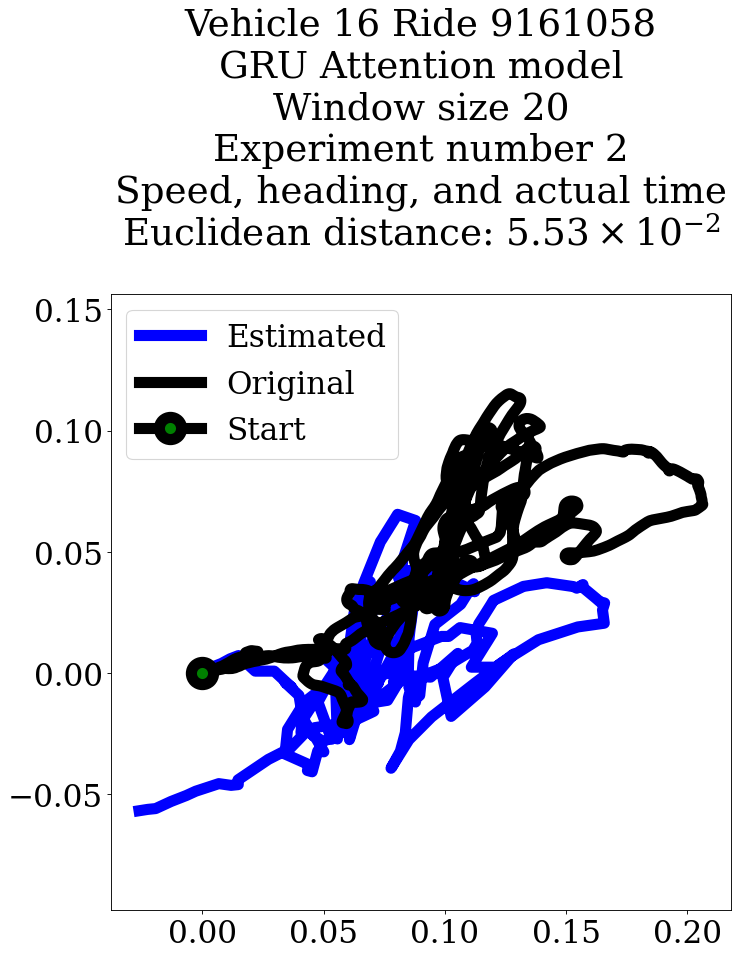 Vehicle 16 Ride 9161058
GRU Attention model
Window size 20
Experiment number 2
Speed, heading, and actual time
Euclidean distance: 5.53 × 10⁻²
0.15
Estimated
Original
Start
0.10
0.05
0.00
−0.05
0.00 0.05 0.10 0.15 0.20